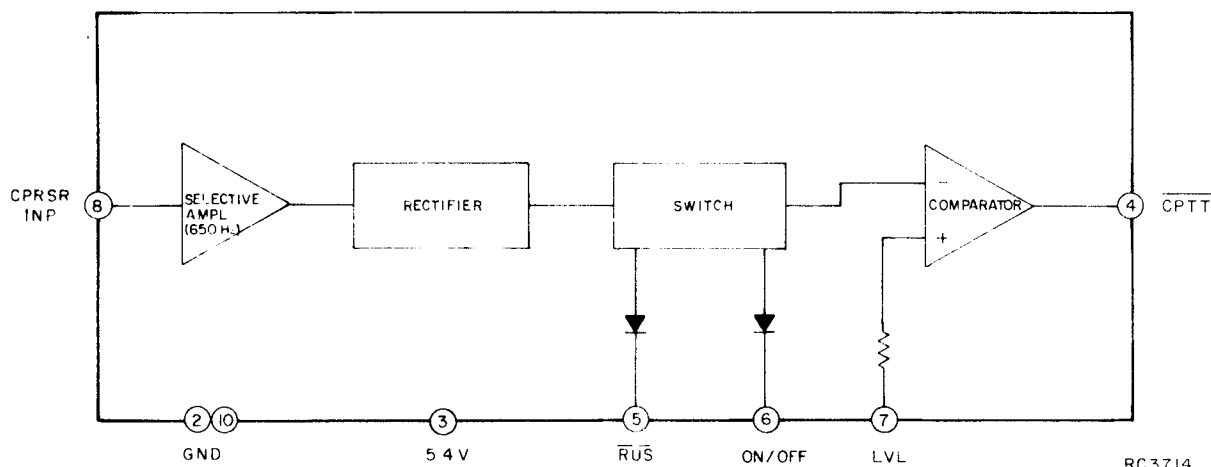 CPRSR
INP
8
SELECTIVE
AMPL
(650 Hz)
RECTIFIER
SWITCH
−
COMPARATOR
+
4
CPTT
2
10
3
5
6
7
GND
5 4 V
RUS
ON/OFF
LVL
RC3714